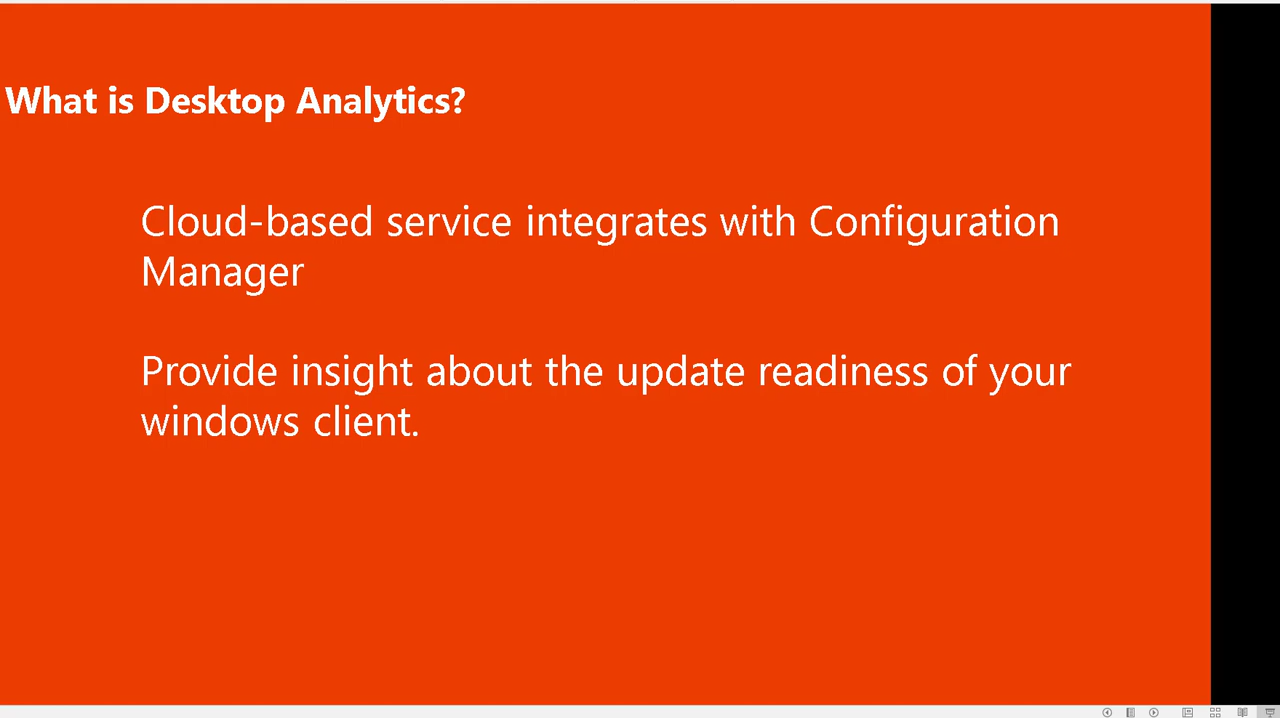 What is Desktop Analytics?
Cloud-based service integrates with Configuration
Manager
Provide insight about the update readiness of your
windows client.